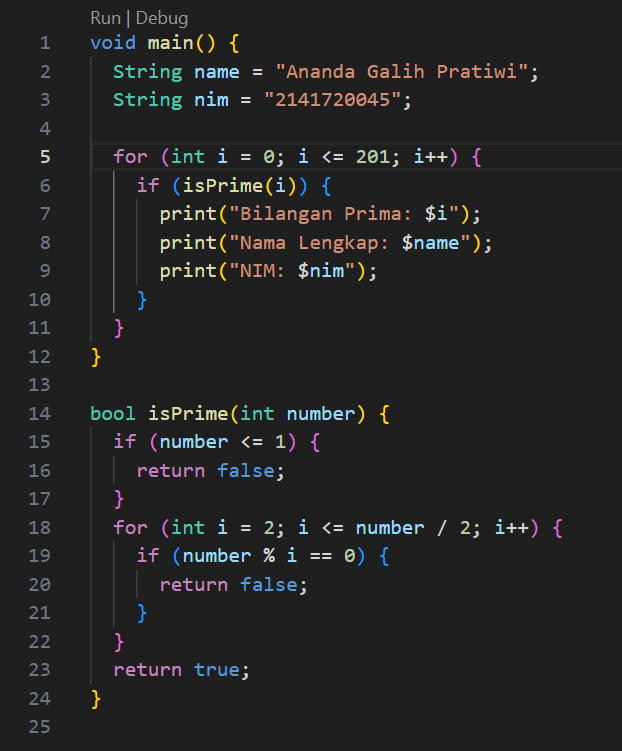 Run | Debug
1 void main() {
2   String name = "Ananda Galih Pratiwi";
3   String nim = "2141720045";
4
5   for (int i = 0; i <= 201; i++) {
6     if (isPrime(i)) {
7       print("Bilangan Prima: $i");
8       print("Nama Lengkap: $name");
9       print("NIM: $nim");
10     }
11   }
12 }
13
14 bool isPrime(int number) {
15   if (number <= 1) {
16     return false;
17   }
18   for (int i = 2; i <= number / 2; i++) {
19     if (number % i == 0) {
20       return false;
21     }
22   }
23   return true;
24 }
25